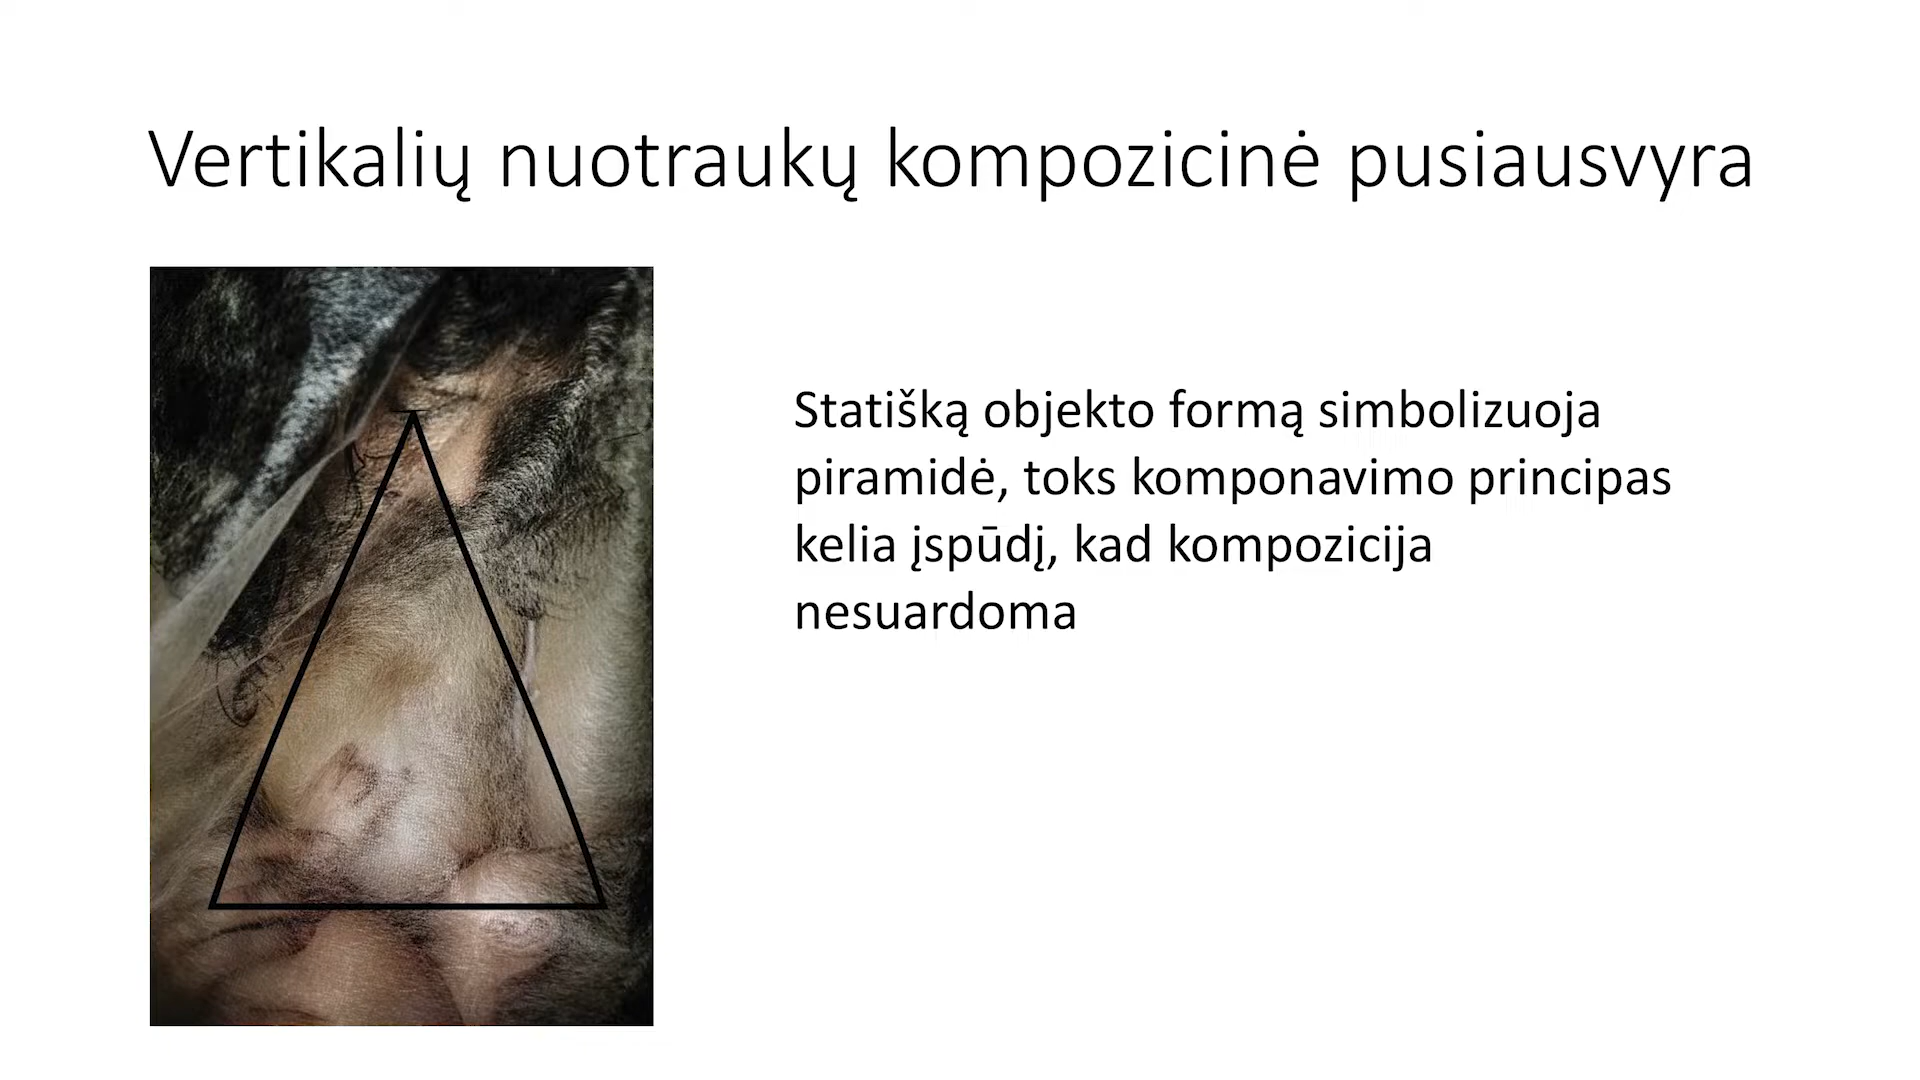 Vertikalių nuotraukų kompozicinė pusiausvyra
Statišką objekto formą simbolizuoja
piramidė, toks komponavimo principas
kelia įspūdį, kad kompozicija
nesuardoma